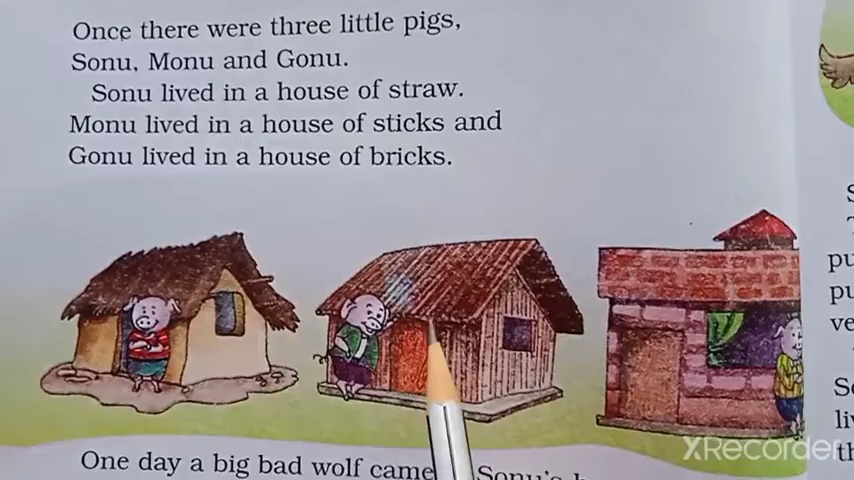 Once there were three little pigs,
Sonu, Monu and Gonu.
Sonu lived in a house of straw.
Monu lived in a house of sticks and
Gonu lived in a house of bricks.
One day a big bad wolf came Sonu's
XRecorder